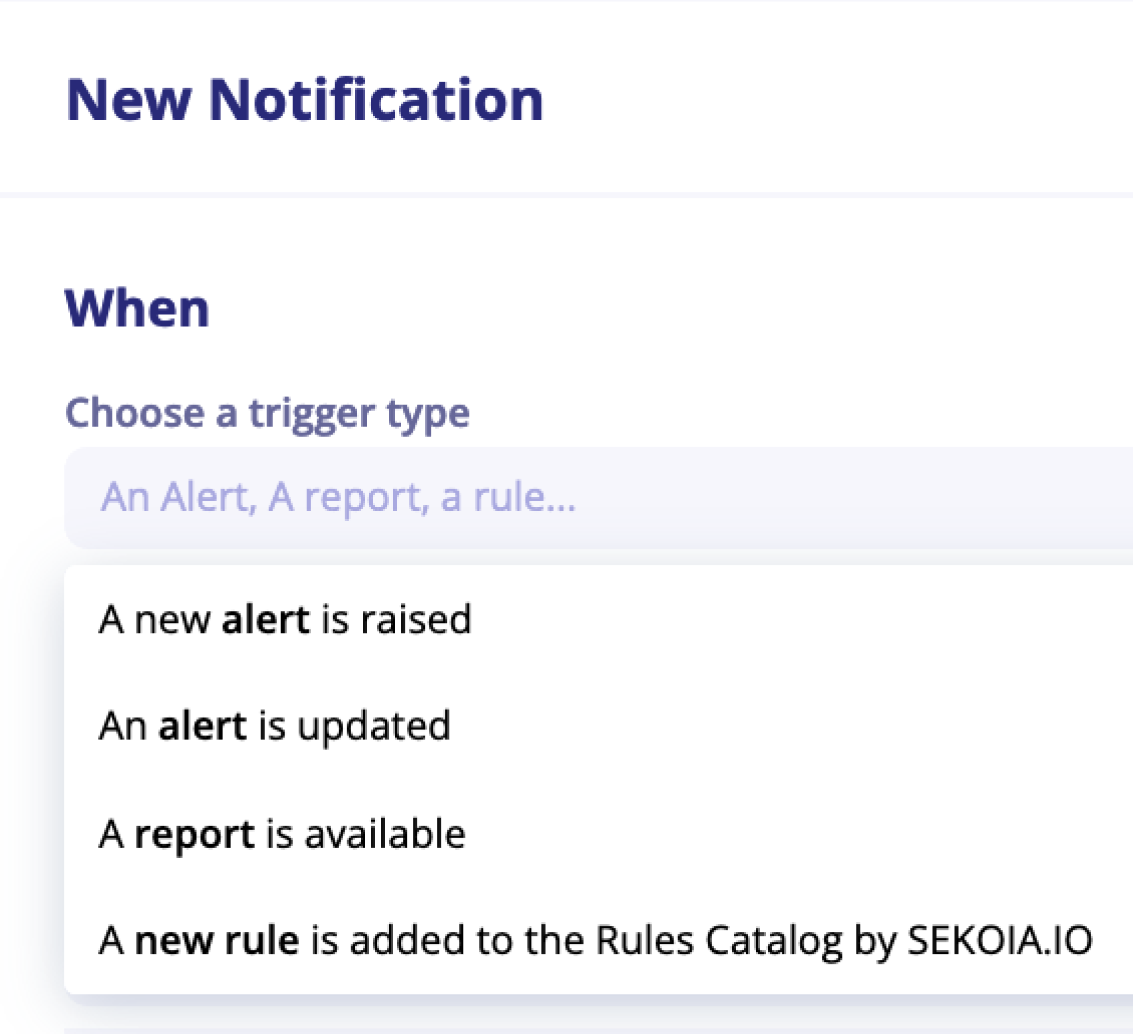 New Notification
When
Choose a trigger type
An Alert, A report, a rule...
A new alert is raised
An alert is updated
A report is available
A new rule is added to the Rules Catalog by SEKOIA.IO